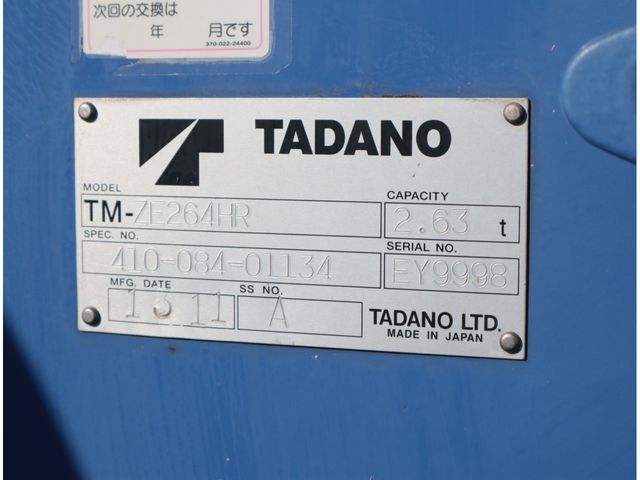 次回の交換は
年 月です
370-022-24400
TADANO
MODEL
TM-ZE264HR
CAPACITY
2.63 t
SPEC. NO.
410-084-01134
SERIAL NO.
EY9998
MFG. DATE
13 11
SS NO.
A
TADANO LTD.
MADE IN JAPAN